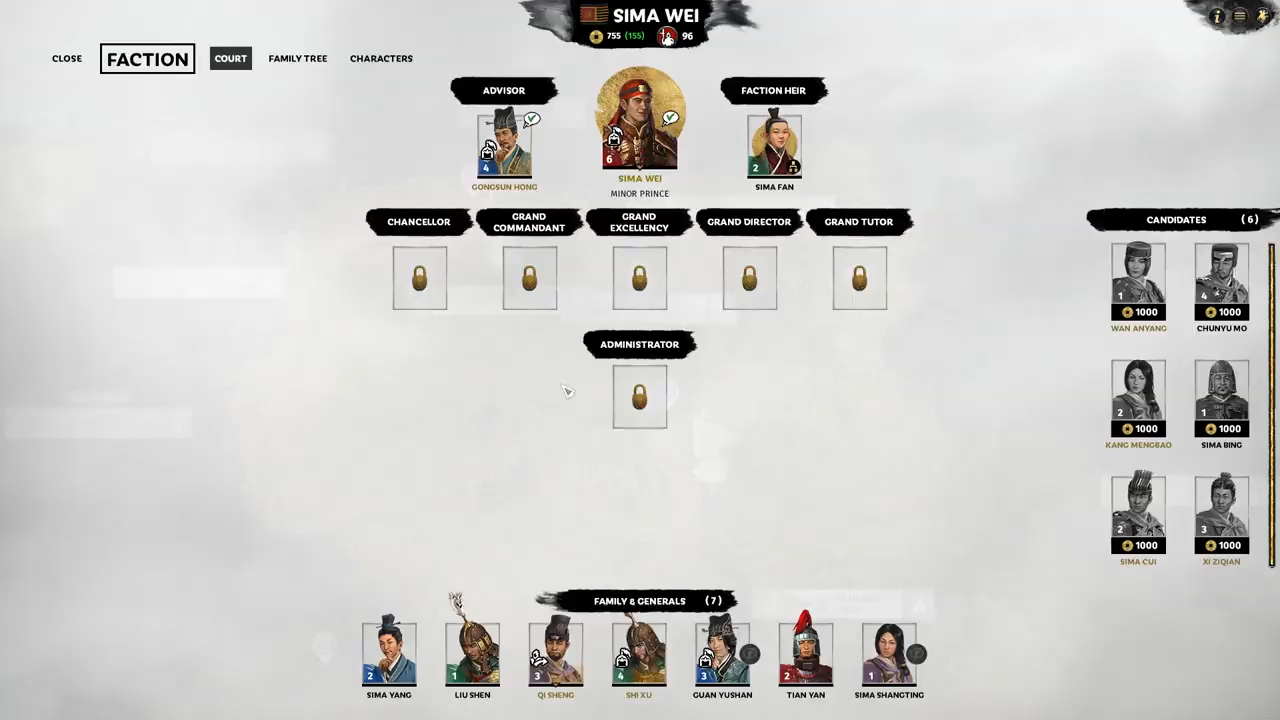 SIMA WEI
755 (155) 96
CLOSE FACTION COURT FAMILY TREE CHARACTERS
ADVISOR FACTION HEIR
4 6 2
GONGSUN HONG SIMA WEI SIMA FAN
MINOR PRINCE
CHANCELLOR GRAND COMMANDANT GRAND EXCELLENCY GRAND DIRECTOR GRAND TUTOR
CANDIDATES (6)
1 4
1000 1000
WAN ANYANG CHUNYU MO
ADMINISTRATOR
2 1
1000 1000
KANG MENGBAO SIMA BING
2 3
1000 1000
SIMA CUI XI ZIQIAN
FAMILY & GENERALS (7)
2 1 3 4 3 2 1
SIMA YANG LIU SHEN QI SHENG SHI XU GUAN YUSHAN TIAN YAN SIMA SHANGTING